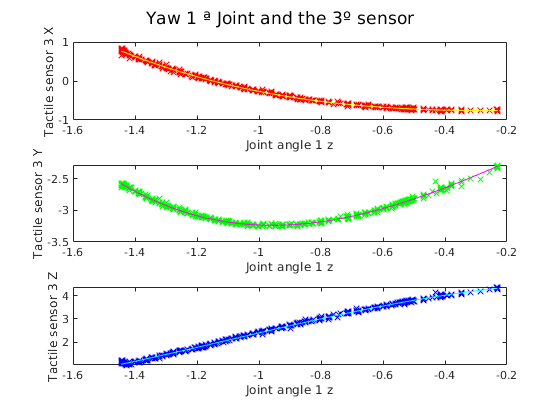 Yaw 1 ª Joint and the 3º sensor
Tactile sensor 3 X
1
0
-1
-1.6 -1.4 -1.2 -1 -0.8 -0.6 -0.4 -0.2
Joint angle 1 z
Tactile sensor 3 Y
-2.5
-3
-3.5
-1.6 -1.4 -1.2 -1 -0.8 -0.6 -0.4 -0.2
Joint angle 1 z
Tactile sensor 3 Z
4
3
2
-1.6 -1.4 -1.2 -1 -0.8 -0.6 -0.4 -0.2
Joint angle 1 z